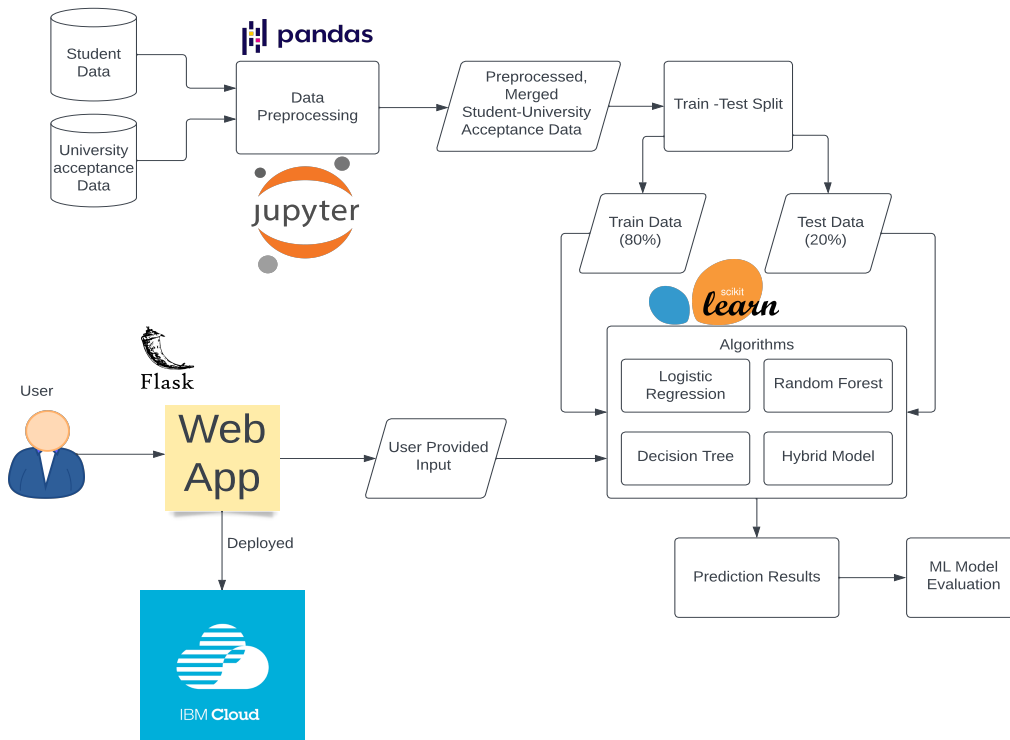 Student
Data
pandas
Data
Preprocessing
Preprocessed,
Merged
Student-University
Acceptance Data
Train -Test Split
University
acceptance
Data
jupyter
Train Data
(80%)
Test Data
(20%)
scikit
learn
Algorithms
Logistic
Regression
Random Forest
Decision Tree
Hybrid Model
Flask
User
Web
App
User Provided
Input
Deployed
Prediction Results
ML Model
Evaluation
IBM Cloud